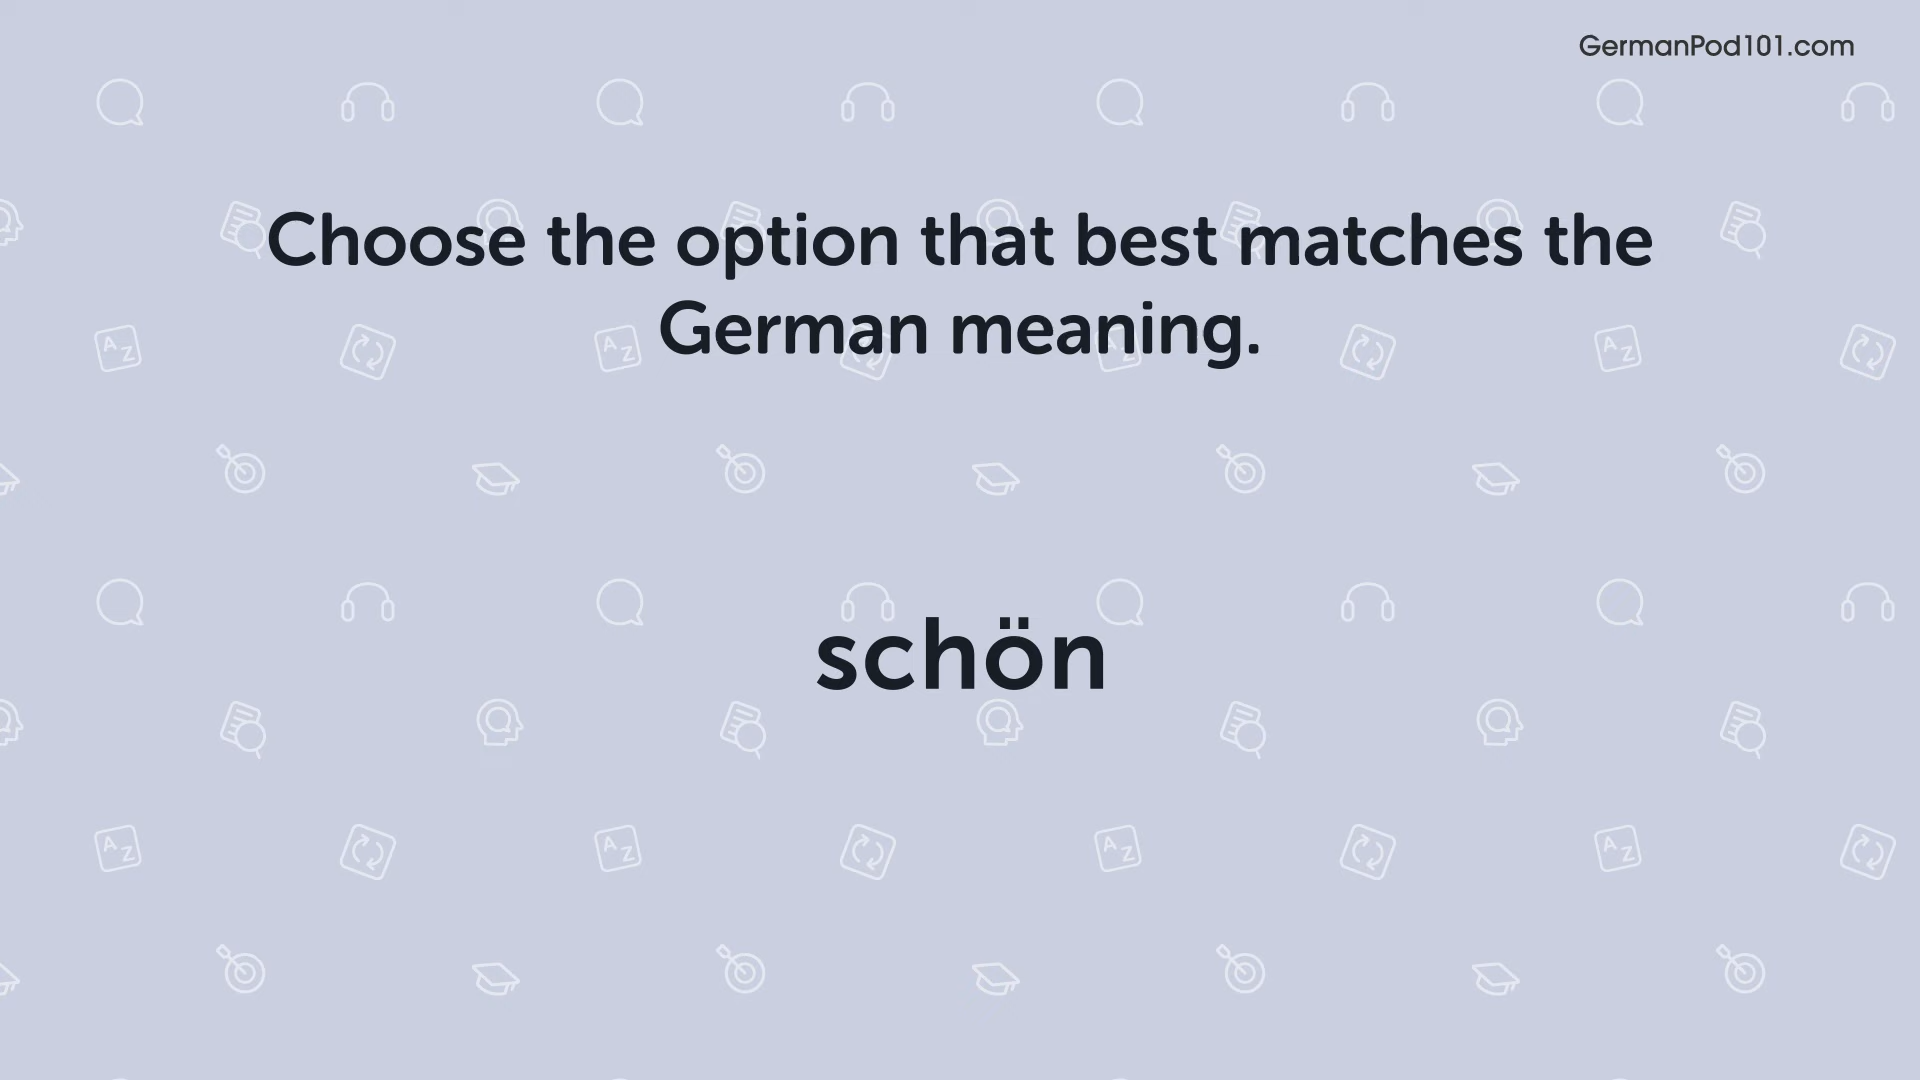 GermanPod101.com
Choose the option that best matches the
German meaning.
schön